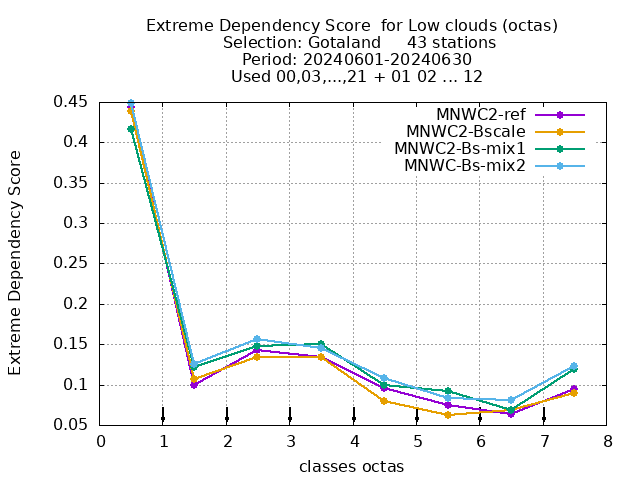 Extreme Dependency Score  for Low clouds (octas)
Selection: Gotaland     43 stations
Period: 20240601-20240630
Used 00,03,...,21 + 01 02 ... 12
MNWC2-ref
MNWC2-Bscale
MNWC2-Bs-mix1
MNWC-Bs-mix2
Extreme Dependency Score
0.45
0.4
0.35
0.3
0.25
0.2
0.15
0.1
0.05
0 1 2 3 4 5 6 7 8
classes octas